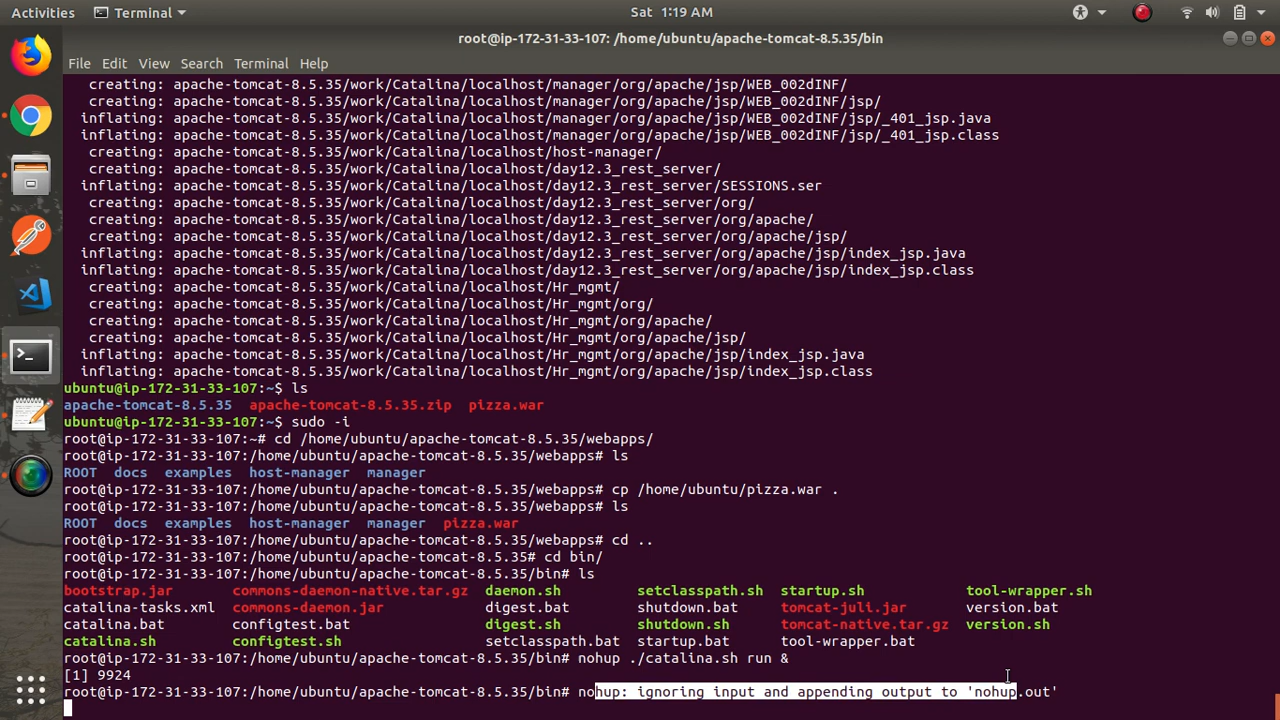 Activities Terminal Sat 1:19 AM
root@ip-172-31-33-107: /home/ubuntu/apache-tomcat-8.5.35/bin
File Edit View Search Terminal Help
creating: apache-tomcat-8.5.35/work/Catalina/localhost/manager/org/apache/jsp/WEB_002dINF/
creating: apache-tomcat-8.5.35/work/Catalina/localhost/manager/org/apache/jsp/WEB_002dINF/jsp/
inflating: apache-tomcat-8.5.35/work/Catalina/localhost/manager/org/apache/jsp/WEB_002dINF/jsp/_401_jsp.java
inflating: apache-tomcat-8.5.35/work/Catalina/localhost/manager/org/apache/jsp/WEB_002dINF/jsp/_401_jsp.class
creating: apache-tomcat-8.5.35/work/Catalina/localhost/host-manager/
creating: apache-tomcat-8.5.35/work/Catalina/localhost/day12.3_rest_server/
inflating: apache-tomcat-8.5.35/work/Catalina/localhost/day12.3_rest_server/SESSIONS.ser
creating: apache-tomcat-8.5.35/work/Catalina/localhost/day12.3_rest_server/org/
creating: apache-tomcat-8.5.35/work/Catalina/localhost/day12.3_rest_server/org/apache/
creating: apache-tomcat-8.5.35/work/Catalina/localhost/day12.3_rest_server/org/apache/jsp/
inflating: apache-tomcat-8.5.35/work/Catalina/localhost/day12.3_rest_server/org/apache/jsp/index_jsp.java
inflating: apache-tomcat-8.5.35/work/Catalina/localhost/day12.3_rest_server/org/apache/jsp/index_jsp.class
creating: apache-tomcat-8.5.35/work/Catalina/localhost/Hr_mgmt/
creating: apache-tomcat-8.5.35/work/Catalina/localhost/Hr_mgmt/org/
creating: apache-tomcat-8.5.35/work/Catalina/localhost/Hr_mgmt/org/apache/
creating: apache-tomcat-8.5.35/work/Catalina/localhost/Hr_mgmt/org/apache/jsp/
inflating: apache-tomcat-8.5.35/work/Catalina/localhost/Hr_mgmt/org/apache/jsp/index_jsp.java
inflating: apache-tomcat-8.5.35/work/Catalina/localhost/Hr_mgmt/org/apache/jsp/index_jsp.class
ubuntu@ip-172-31-33-107:~$ ls
apache-tomcat-8.5.35 apache-tomcat-8.5.35.zip pizza.war
ubuntu@ip-172-31-33-107:~$ sudo -i
root@ip-172-31-33-107:~# cd /home/ubuntu/apache-tomcat-8.5.35/webapps/
root@ip-172-31-33-107:/home/ubuntu/apache-tomcat-8.5.35/webapps# ls
ROOT docs examples host-manager manager
root@ip-172-31-33-107:/home/ubuntu/apache-tomcat-8.5.35/webapps# cp /home/ubuntu/pizza.war .
root@ip-172-31-33-107:/home/ubuntu/apache-tomcat-8.5.35/webapps# ls
ROOT docs examples host-manager manager pizza.war
root@ip-172-31-33-107:/home/ubuntu/apache-tomcat-8.5.35/webapps# cd ..
root@ip-172-31-33-107:/home/ubuntu/apache-tomcat-8.5.35# cd bin/
root@ip-172-31-33-107:/home/ubuntu/apache-tomcat-8.5.35/bin# ls
bootstrap.jar commons-daemon-native.tar.gz daemon.sh setclasspath.sh startup.sh tool-wrapper.sh
catalina-tasks.xml commons-daemon.jar digest.bat shutdown.bat tomcat-juli.jar version.bat
catalina.bat configtest.bat digest.sh shutdown.sh tomcat-native.tar.gz version.sh
catalina.sh configtest.sh setclasspath.bat startup.bat tool-wrapper.bat
root@ip-172-31-33-107:/home/ubuntu/apache-tomcat-8.5.35/bin# nohup ./catalina.sh run &
[1] 9924
root@ip-172-31-33-107:/home/ubuntu/apache-tomcat-8.5.35/bin# nohup: ignoring input and appending output to 'nohup.out'